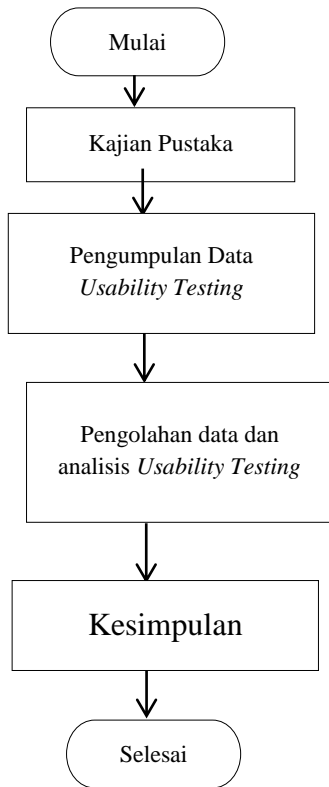 Mulai
Kajian Pustaka
Pengumpulan Data
Usability Testing
Pengolahan data dan
analisis Usability Testing
Kesimpulan
Selesai